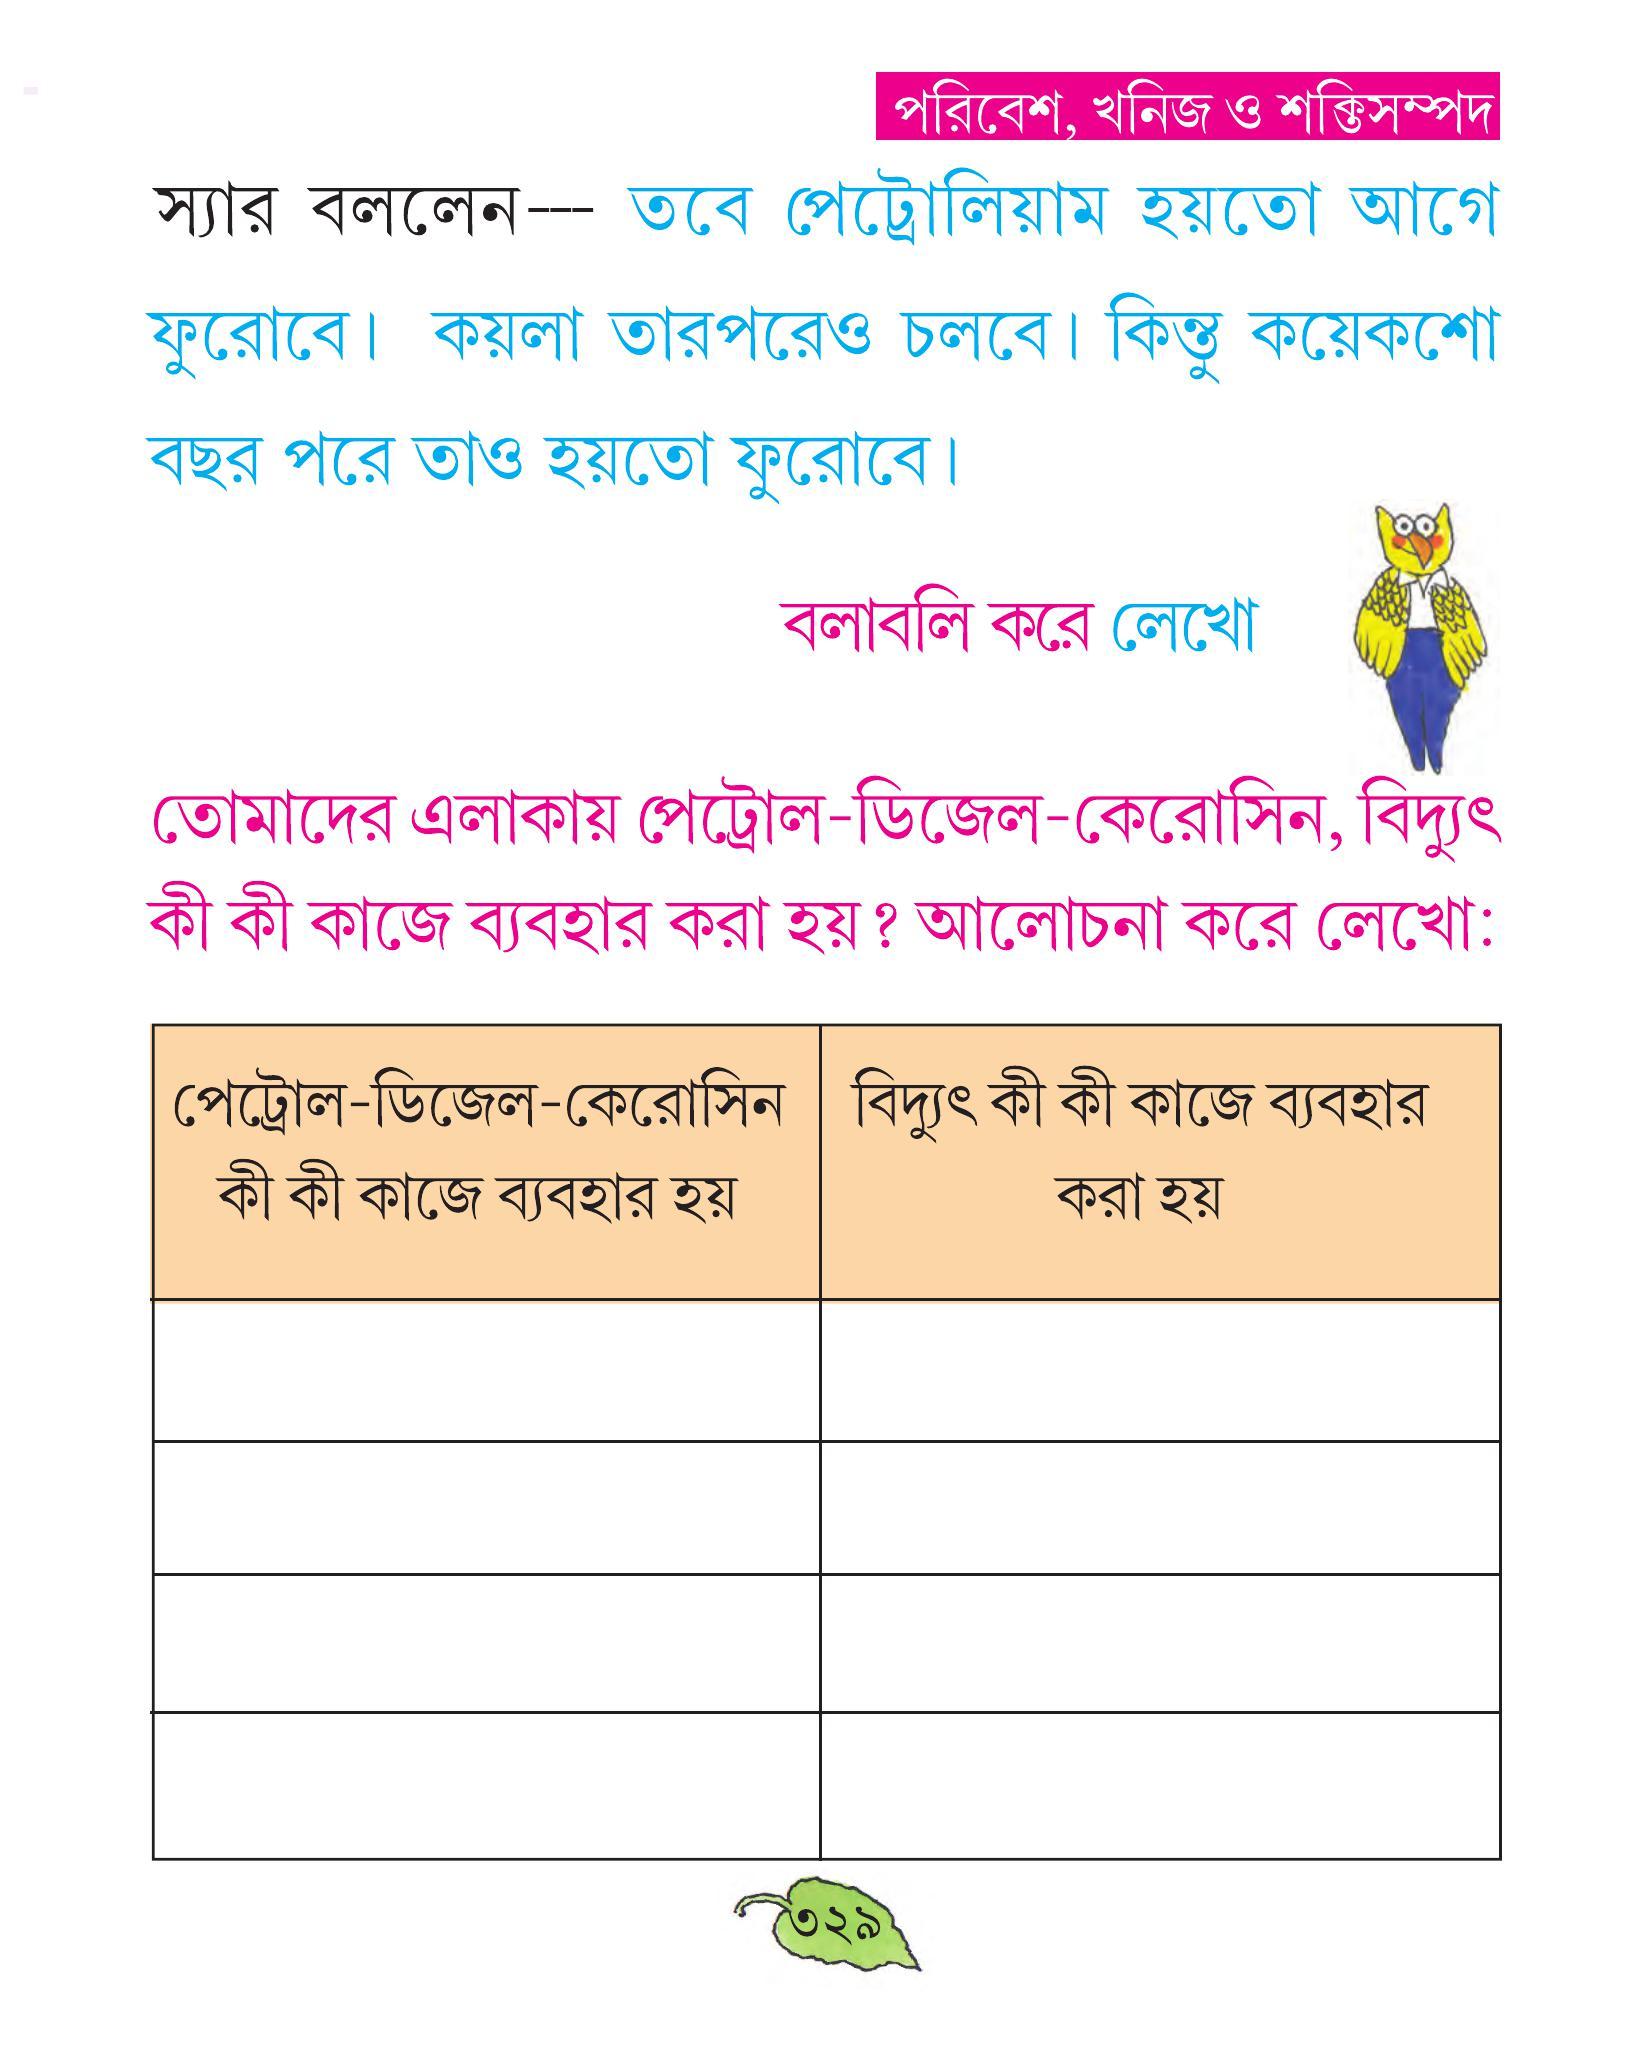 পরিবেশ, খনিজ ও শক্তিসম্পদ
স্যার বললেন--- তবে পেট্রোলিয়াম হয়তো আগে
ফুরোবে। কয়লা তারপরেও চলবে। কিন্তু কয়েকশো
বছর পরে তাও হয়তো ফুরোবে।
বলাবলি করে লেখো
তোমাদের এলাকায় পেট্রোল-ডিজেল-কেরোসিন, বিদ্যুৎ
কী কী কাজে ব্যবহার করা হয়? আলোচনা করে লেখো:
পেট্রোল-ডিজেল-কেরোসিন
কী কী কাজে ব্যবহার হয়
বিদ্যুৎ কী কী কাজে ব্যবহার
করা হয়
৩২৯